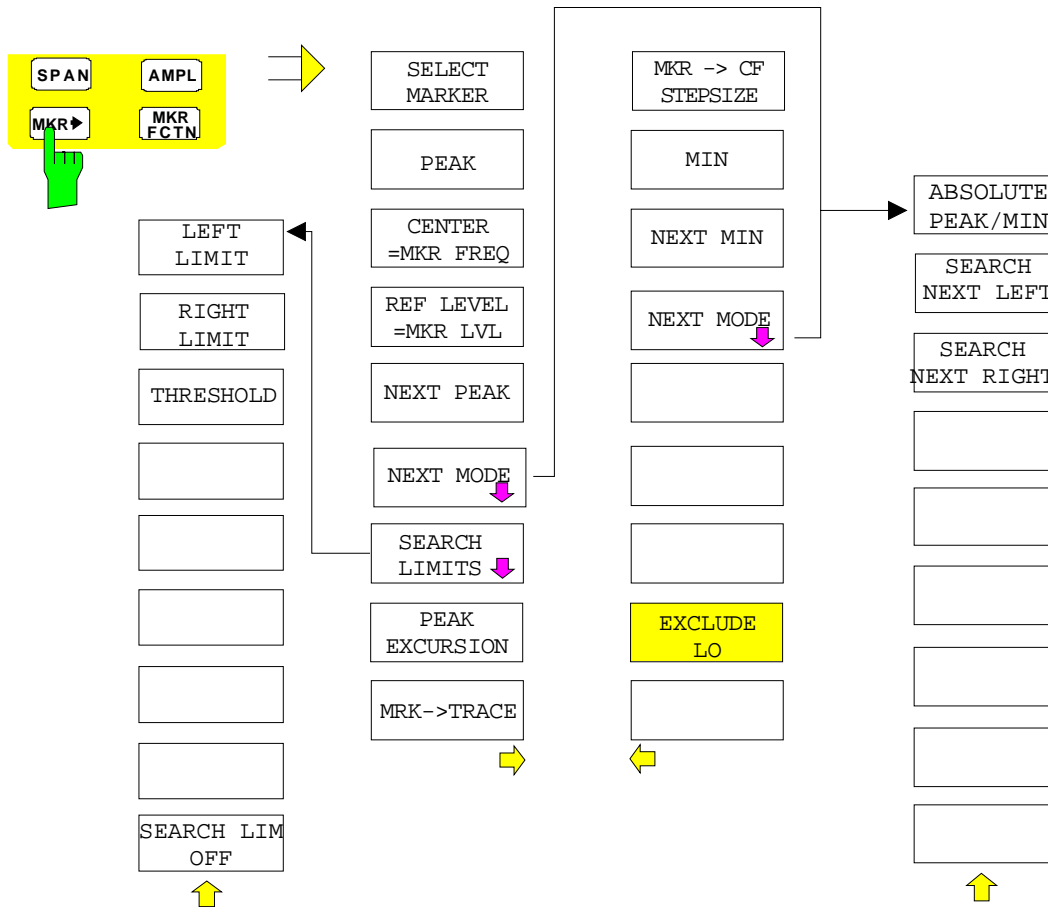 SPAN
AMPL
MKR
MKR
FCTN
SELECT
MARKER
PEAK
CENTER
=MKR FREQ
REF LEVEL
=MKR LVL
NEXT PEAK
NEXT MODE
SEARCH
LIMITS
PEAK
EXCURSION
MRK->TRACE
MKR -> CF
STEPSIZE
MIN
NEXT MIN
NEXT MODE
EXCLUDE
LO
LEFT
LIMIT
RIGHT
LIMIT
THRESHOLD
SEARCH LIM
OFF
ABSOLUTE
PEAK/MIN
SEARCH
NEXT LEFT
SEARCH
NEXT RIGHT